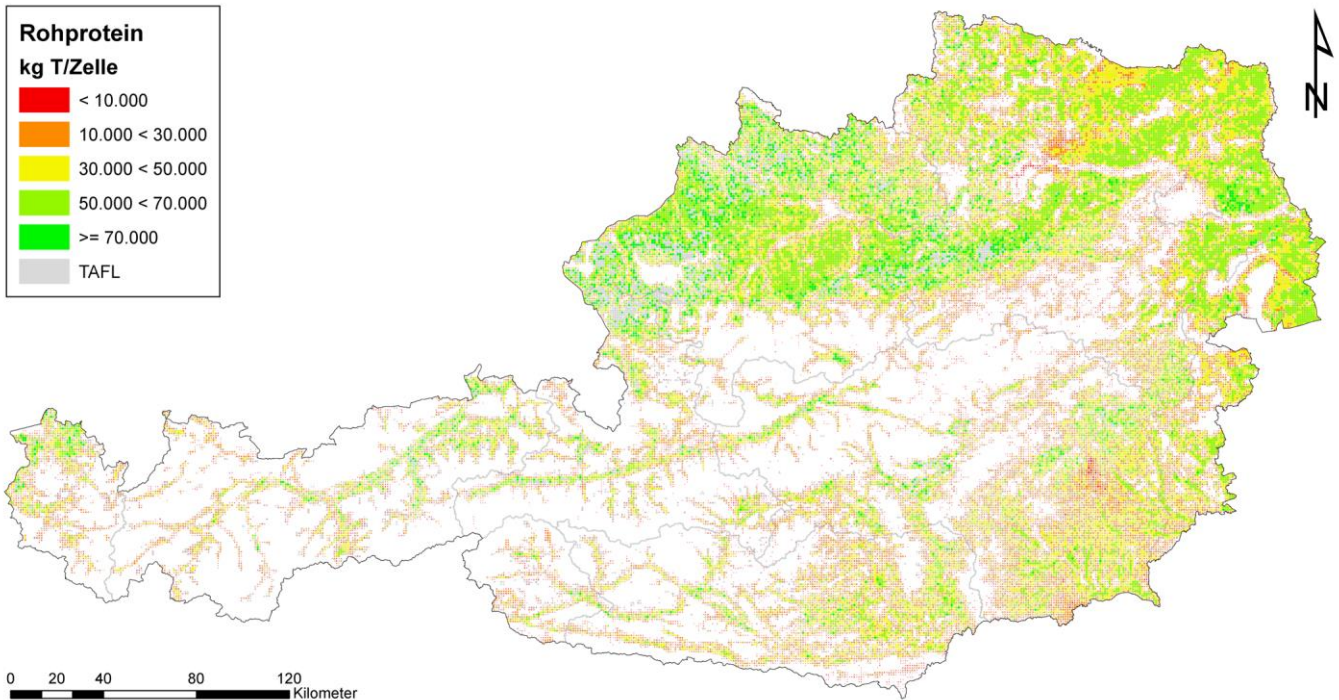 Rohprotein
kg T/Zelle
< 10.000
10.000 < 30.000
30.000 < 50.000
50.000 < 70.000
>= 70.000
TAFL
N
0 20 40 80 120
Kilometer